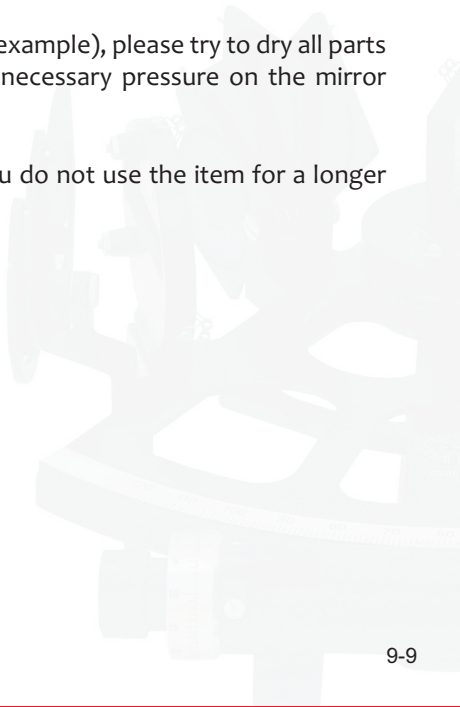 example), please try to dry all parts
necessary pressure on the mirror
u do not use the item for a longer
9-9